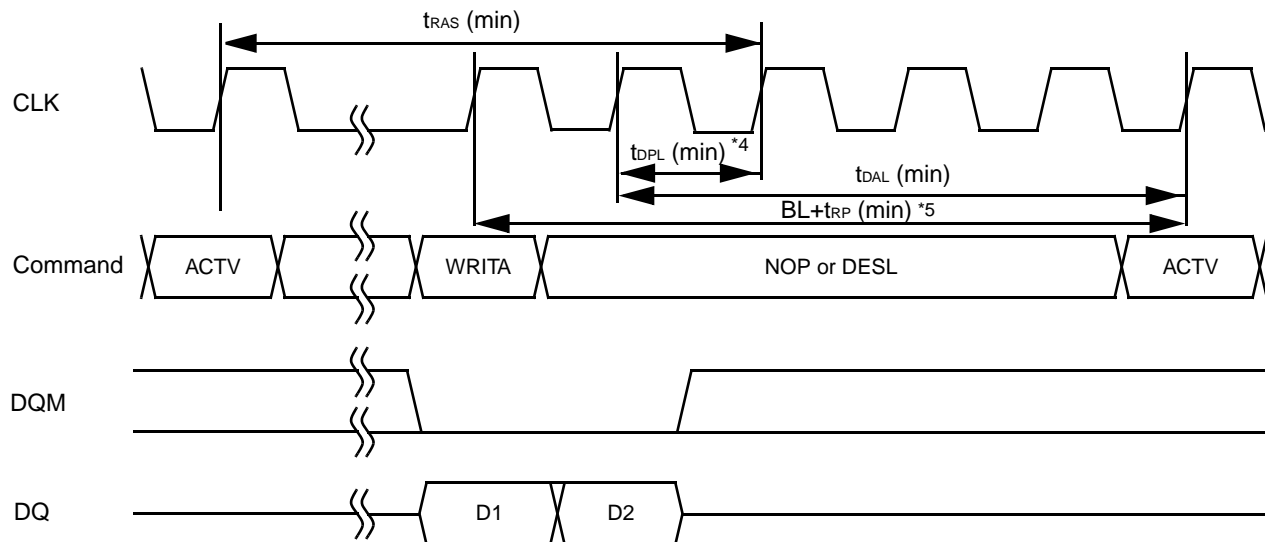 tRAS (min)
CLK
tDPL (min) *4
tDAL (min)
BL+tRP (min) *5
Command ACTV WRITA NOP or DESL ACTV
DQM
DQ D1 D2